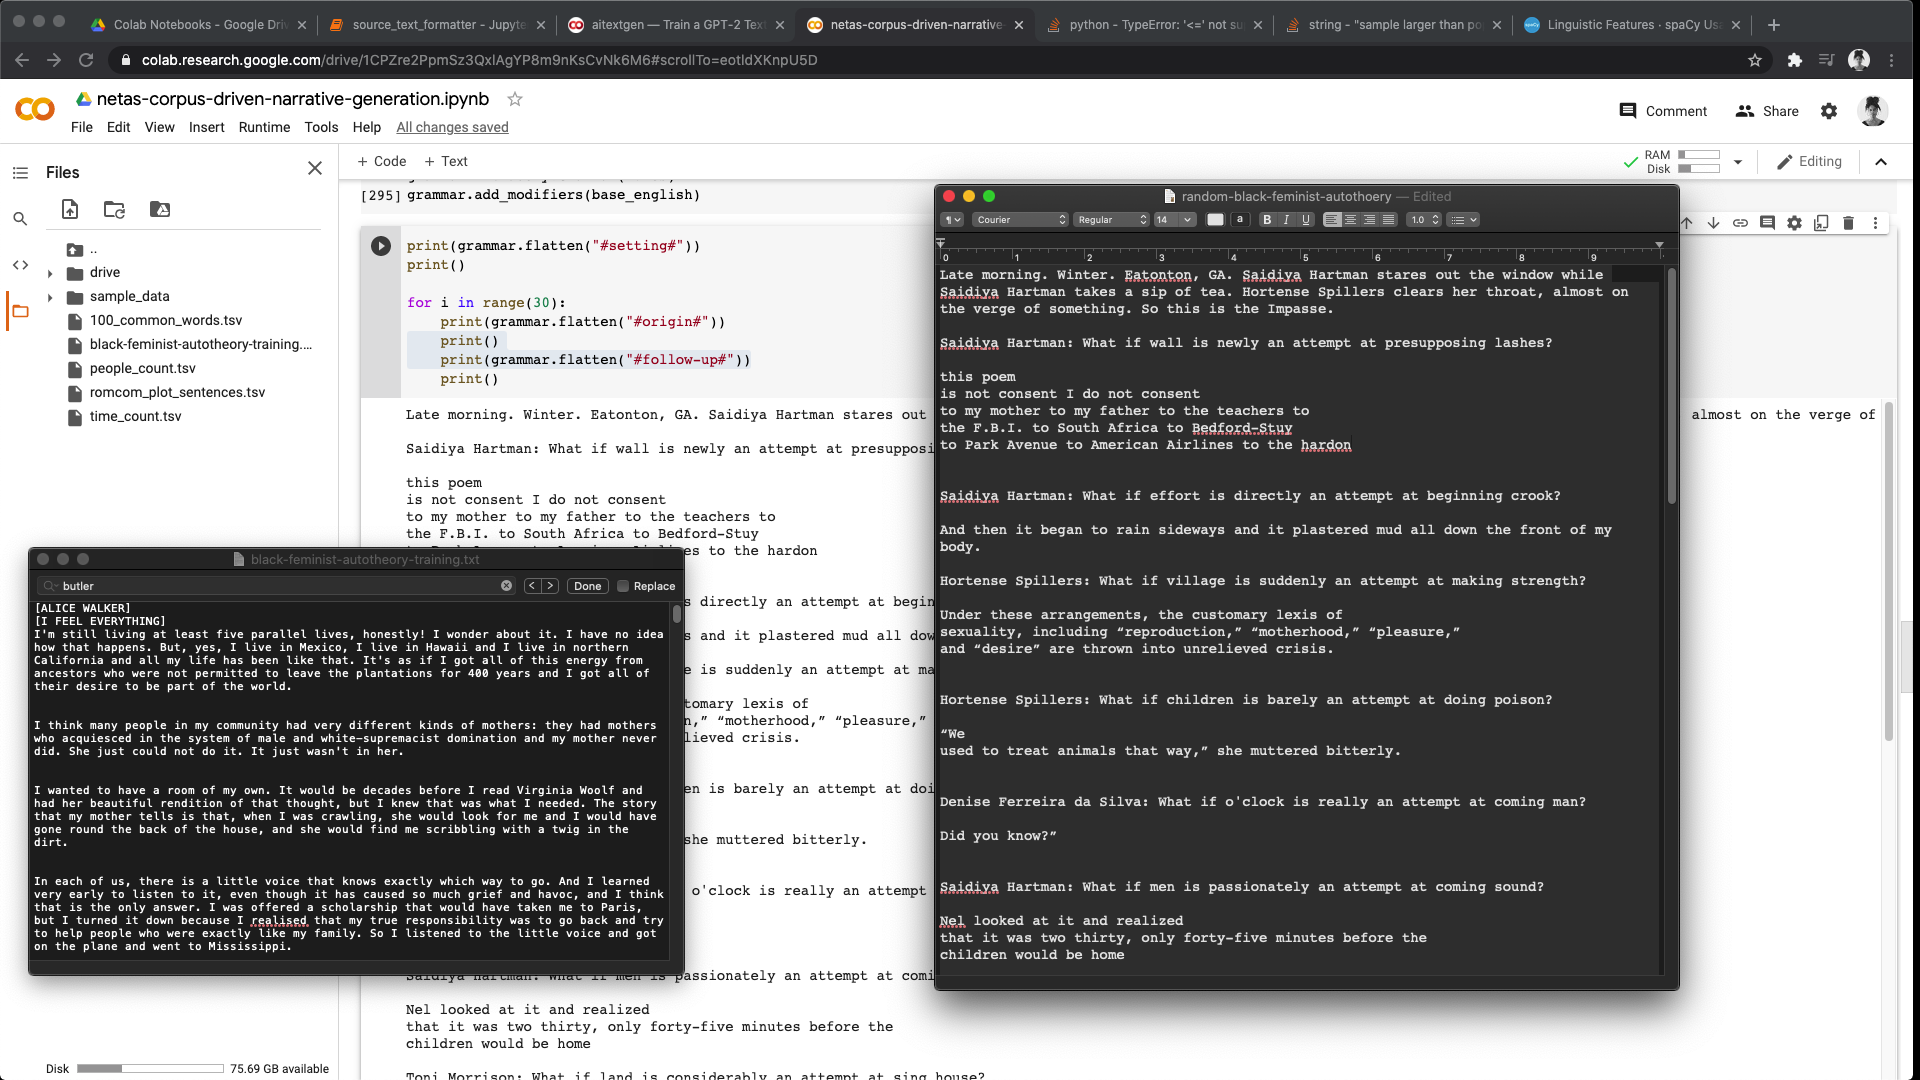 Colab Notebooks - Google Dri
source_text_formatter - Jupyte
aitextgen — Train a GPT-2 Tex
netas-corpus-driven-narrative-
python - TypeError: '<=' not su
string - "sample larger than po
Linguistic Features · spaCy Us
colab.research.google.com/drive/1CPZre2PpmSz3QxlAgYP8m9nKsCvNk6M6#scrollTo=eotIdXKnpU5D
netas-corpus-driven-narrative-generation.ipynb
File Edit View Insert Runtime Tools Help All changes saved
Comment
Share
Files
+ Code + Text
RAM
Disk
Editing
..
drive
sample_data
100_common_words.tsv
black-feminist-autotheory-training....
people_count.tsv
romcom_plot_sentences.tsv
time_count.tsv
Disk 75.69 GB available
[295] grammar.add_modifiers(base_english)
print(grammar.flatten("#setting#"))
print()
for i in range(30):
print(grammar.flatten("#origin#"))
print()
print(grammar.flatten("#follow-up#"))
print()
Late morning. Winter. Eatonton, GA. Saidiya Hartman stares out
almost on the verge of
Saidiya Hartman: What if wall is newly an attempt at presupposi
this poem
is not consent I do not consent
to my mother to my father to the teachers to
the F.B.I. to South Africa to Bedford-Stuy
es to the hardon
s directly an attempt at begin
s and it plastered mud all dow
e is suddenly an attempt at ma
tomary lexis of
n,” “motherhood,” “pleasure,”
lieved crisis.
en is barely an attempt at doi
she muttered bitterly.
o'clock is really an attempt
Saidiya Hartman: What if men is passionately an attempt at comi
Nel looked at it and realized
that it was two thirty, only forty-five minutes before the
children would be home
Toni Morrison: What if land is considerably an attempt at sing house?
black-feminist-autotheory-training.txt
butler
Done
Replace
[ALICE WALKER]
[I FEEL EVERYTHING]
I'm still living at least five parallel lives, honestly! I wonder about it. I have no idea
how that happens. But, yes, I live in Mexico, I live in Hawaii and I live in northern
California and all my life has been like that. It's as if I got all of this energy from
ancestors who were not permitted to leave the plantations for 400 years and I got all of
their desire to be part of the world.
I think many people in my community had very different kinds of mothers: they had mothers
who acquiesced in the system of male and white-supremacist domination and my mother never
did. She just could not do it. It just wasn't in her.
I wanted to have a room of my own. It would be decades before I read Virginia Woolf and
had her beautiful rendition of that thought, but I knew that was what I needed. The story
that my mother tells is that, when I was crawling, she would look for me and I would have
gone round the back of the house, and she would find me scribbling with a twig in the
dirt.
In each of us, there is a little voice that knows exactly which way to go. And I learned
very early to listen to it, even though it has caused so much grief and havoc, and I think
that is the only answer. I was offered a scholarship that would have taken me to Paris,
but I turned it down because I realised that my true responsibility was to go back and try
to help people who were exactly like my family. So I listened to the little voice and got
on the plane and went to Mississippi.
random-black-feminist-autothoery — Edited
Courier Regular 14 a B I U 1.0
0 1 2 3 4 5 6 7 8 9
Late morning. Winter. Eatonton, GA. Saidiya Hartman stares out the window while
Saidiya Hartman takes a sip of tea. Hortense Spillers clears her throat, almost on
the verge of something. So this is the Impasse.
Saidiya Hartman: What if wall is newly an attempt at presupposing lashes?
this poem
is not consent I do not consent
to my mother to my father to the teachers to
the F.B.I. to South Africa to Bedford-Stuy
to Park Avenue to American Airlines to the hardon
Saidiya Hartman: What if effort is directly an attempt at beginning crook?
And then it began to rain sideways and it plastered mud all down the front of my
body.
Hortense Spillers: What if village is suddenly an attempt at making strength?
Under these arrangements, the customary lexis of
sexuality, including “reproduction,” “motherhood,” “pleasure,”
and “desire” are thrown into unrelieved crisis.
Hortense Spillers: What if children is barely an attempt at doing poison?
“We
used to treat animals that way,” she muttered bitterly.
Denise Ferreira da Silva: What if o'clock is really an attempt at coming man?
Did you know?”
Saidiya Hartman: What if men is passionately an attempt at coming sound?
Nel looked at it and realized
that it was two thirty, only forty-five minutes before the
children would be home